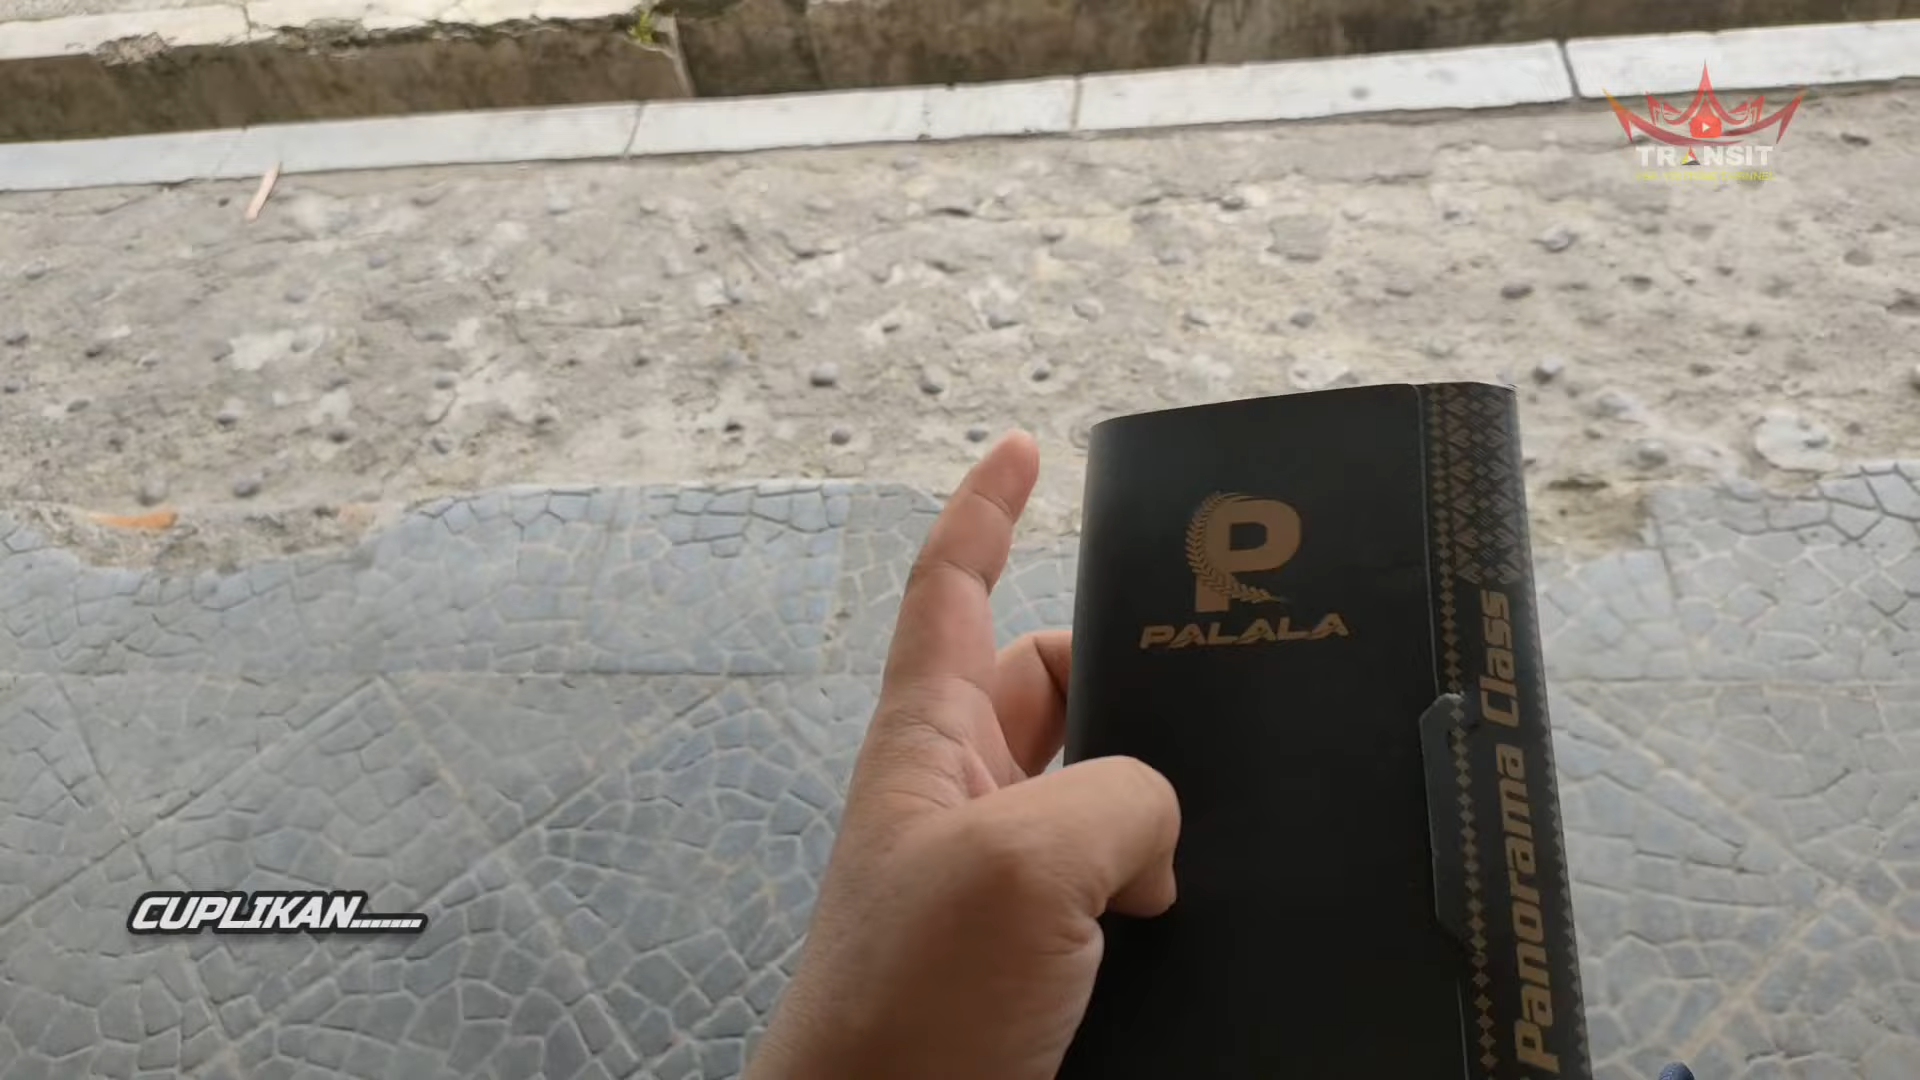 TRANSIT
PALALA
Panorama Class
CUPLIKAN.......